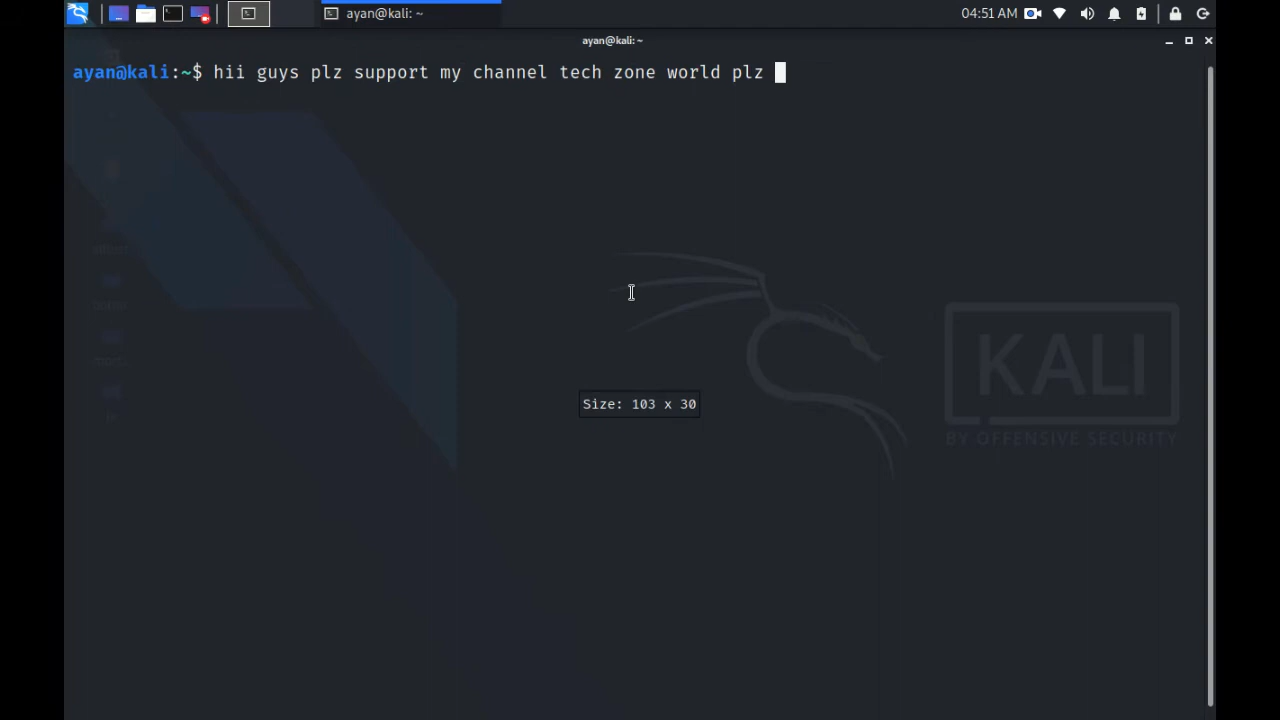 ayan@kali: ~
04:51 AM
ayan@kali: ~
ayan@kali:~$ hii guys plz support my channel tech zone world plz
KALI
BY OFFENSIVE SECURITY
Size: 103 x 30